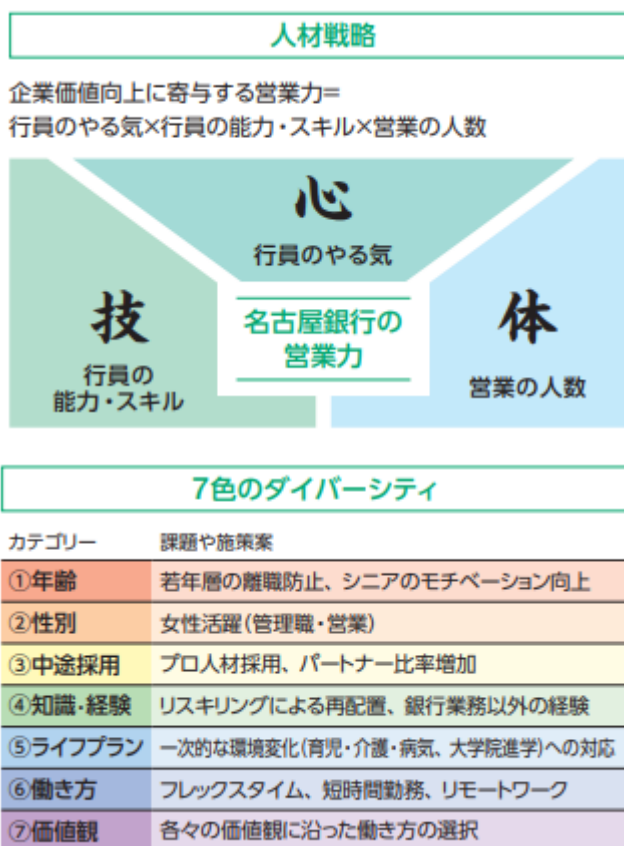 人材戦略
企業価値向上に寄与する営業力=
行員のやる気×行員の能力・スキル×営業の人数
心
行員のやる気
技
行員の
能力・スキル
名古屋銀行の
営業力
体
営業の人数
7色のダイバーシティ
カテゴリー 課題や施策案
①年齢 若年層の離職防止、シニアのモチベーション向上
②性別 女性活躍(管理職・営業)
③中途採用 プロ人材採用、パートナー比率増加
④知識・経験 リスキリングによる再配置、銀行業務以外の経験
⑤ライフプラン 一次的な環境変化(育児・介護・病気、大学院進学)への対応
⑥働き方 フレックスタイム、短時間勤務、リモートワーク
⑦価値観 各々の価値観に沿った働き方の選択